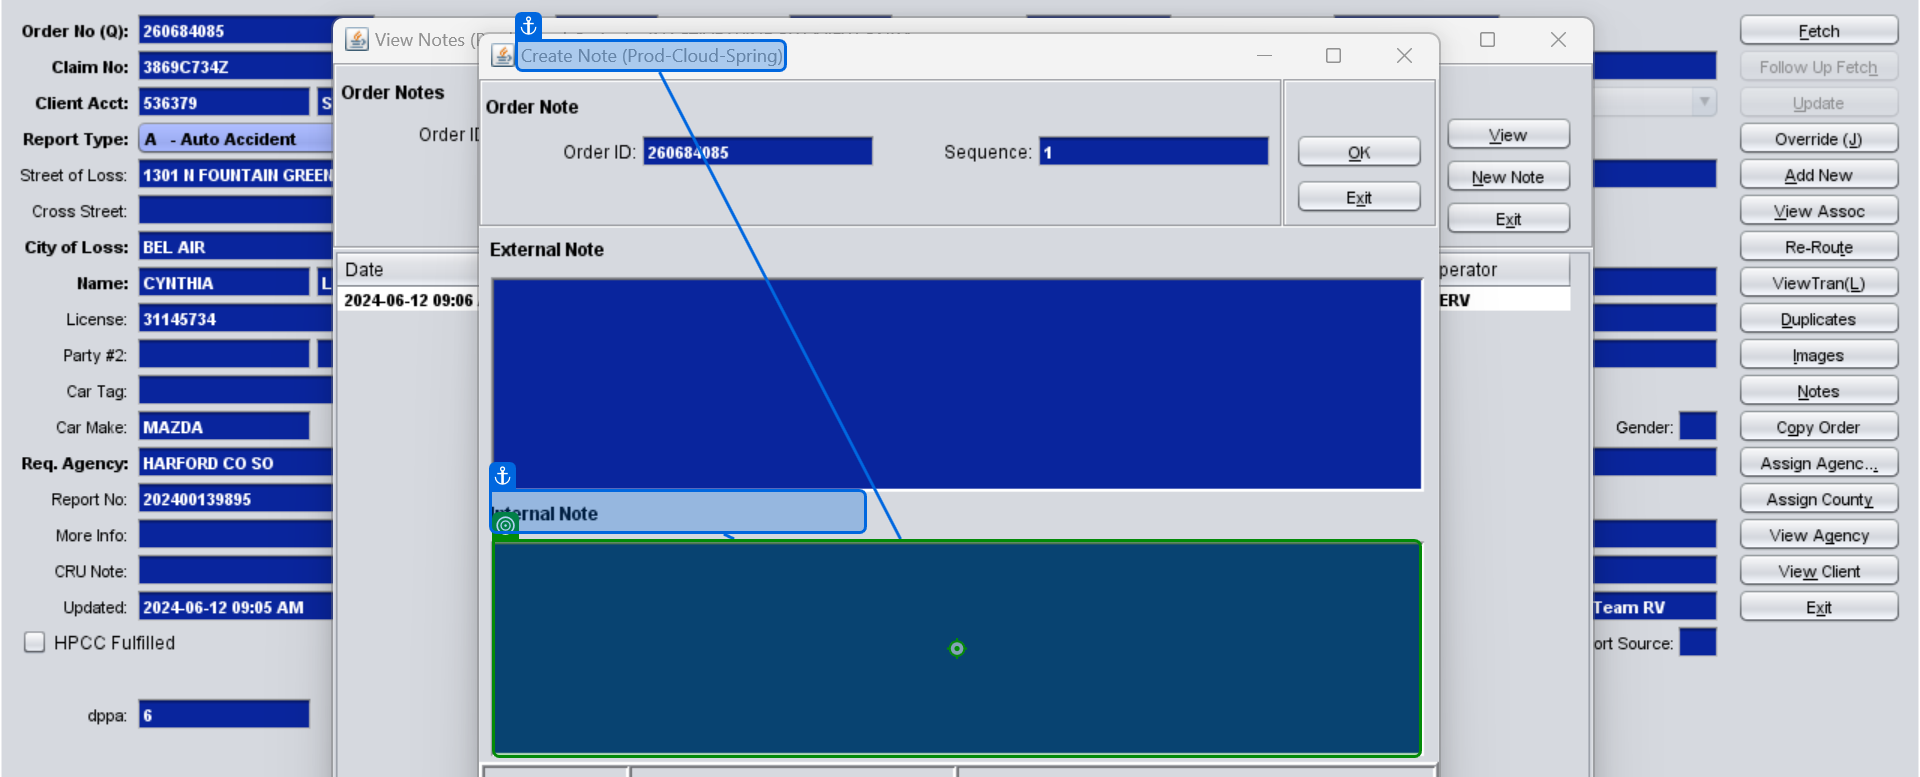 Order No (Q): 260684085
Claim No: 3869C734Z
Client Acct: 536379 S
Report Type: A - Auto Accident
Street of Loss: 1301 N FOUNTAIN GREEN
Cross Street:
City of Loss: BEL AIR
Name: CYNTHIA L
License: 31145734
Party #2:
Car Tag:
Car Make: MAZDA
Req. Agency: HARFORD CO SO
Report No: 202400139895
More Info:
CRU Note:
Updated: 2024-06-12 09:05 AM
HPCC Fulfilled
dppa: 6
View Notes (P
Order Notes
Order ID
Date
2024-06-12 09:06
Create Note (Prod-Cloud-Spring)
Order Note
Order ID: 260684085
Sequence: 1
OK
Exit
External Note
Internal Note
View
New Note
Exit
perator
ERV
Gender:
Team RV
ort Source:
Fetch
Follow Up Fetch
Update
Override (J)
Add New
View Assoc
Re-Route
ViewTran(L)
Duplicates
Images
Notes
Copy Order
Assign Agenc...
Assign County
View Agency
View Client
Exit